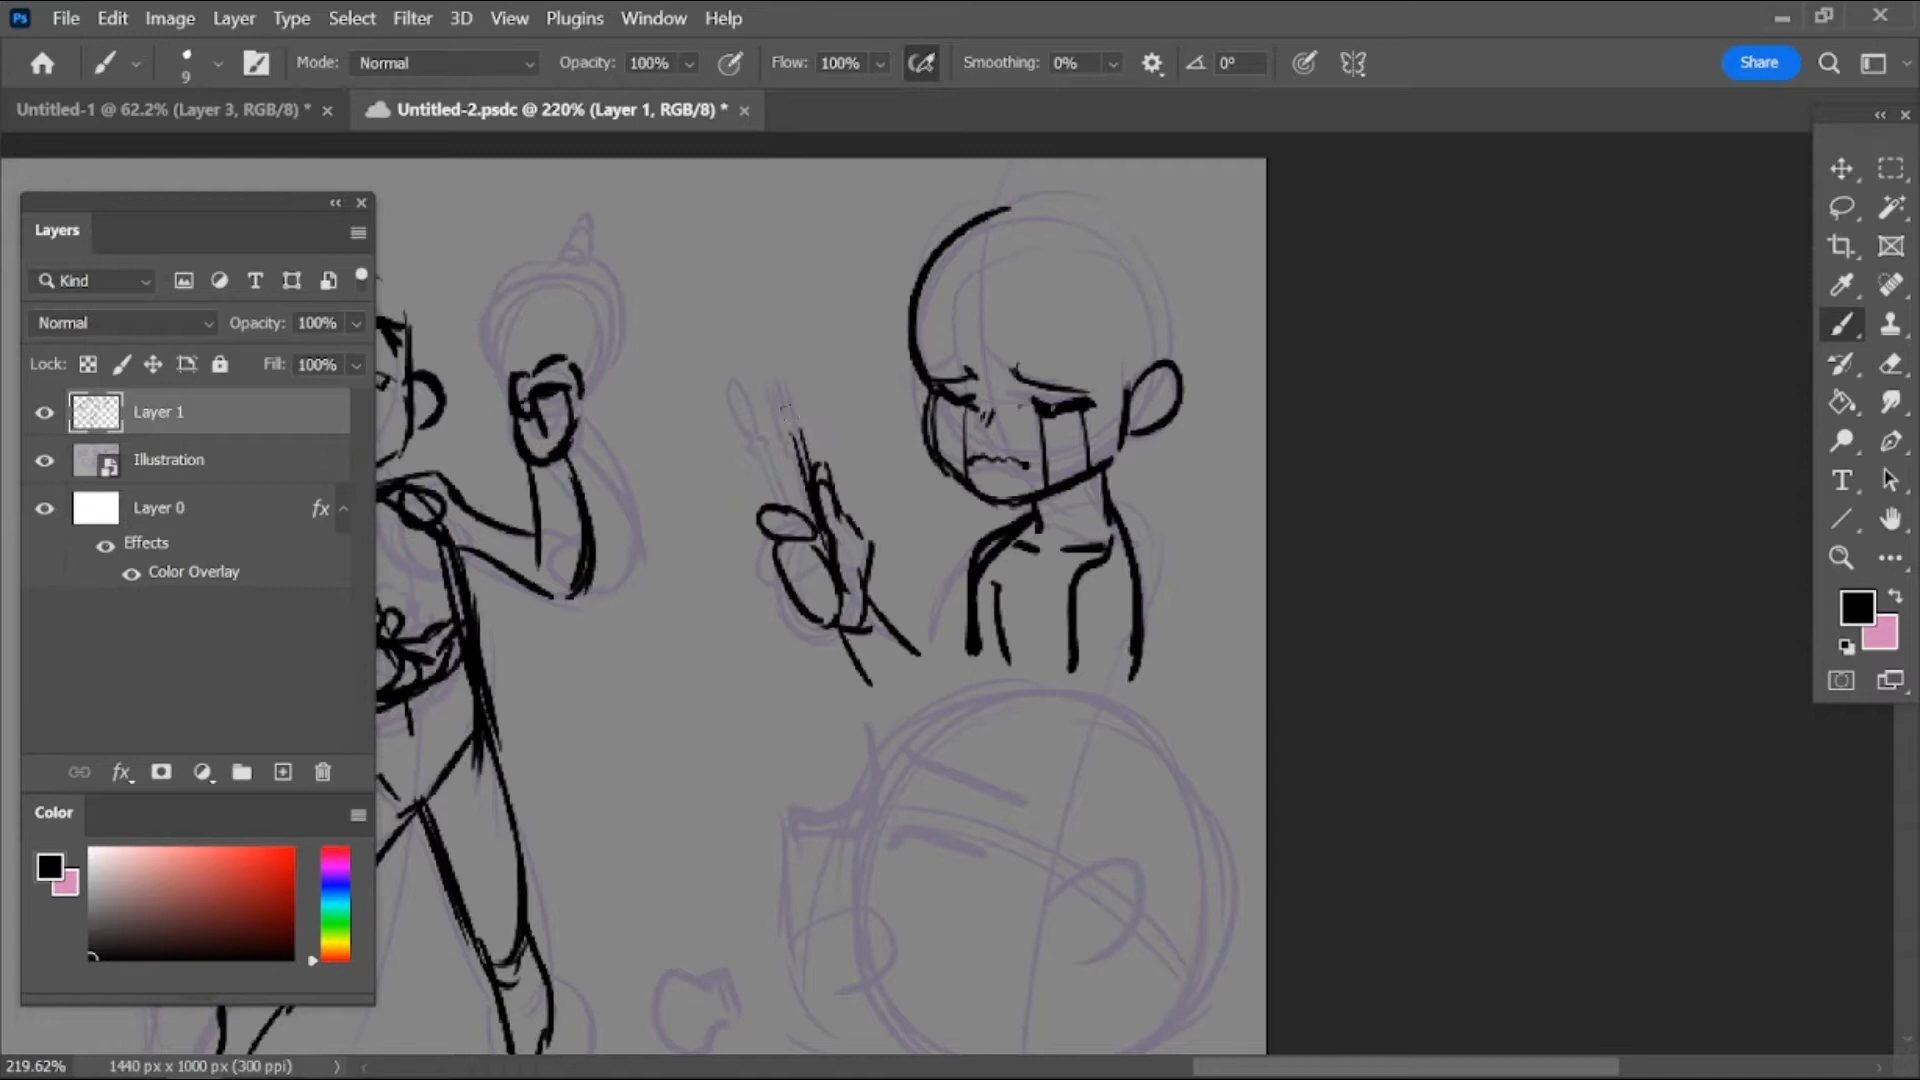 Ps File Edit Image Layer Type Select Filter 3D View Plugins Window Help
9 Mode: Normal Opacity: 100% Flow: 100% Smoothing: 0% 0° Share
Untitled-1 @ 62.2% (Layer 3, RGB/8) * Untitled-2.psdc @ 220% (Layer 1, RGB/8) *
Layers
Kind
Normal Opacity: 100%
Lock: Fill: 100%
Layer 1
Illustration
Layer 0 fx
Effects
Color Overlay
fx
Color
219.62% 1440 px x 1000 px (300 ppi)